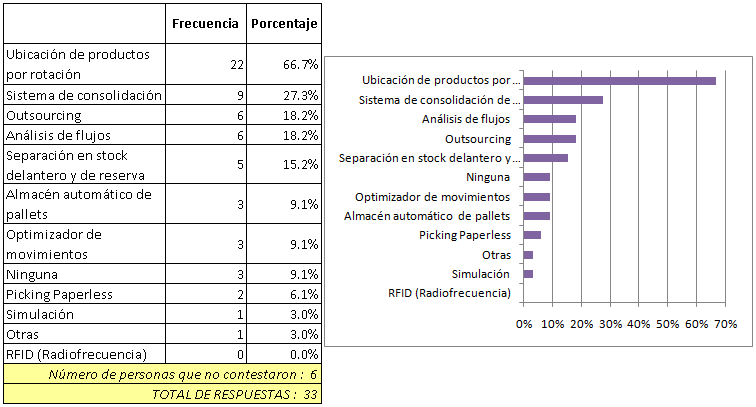 Frecuencia Porcentaje
Ubicación de productos
por rotación 22 66.7%
Sistema de consolidación 9 27.3%
Outsourcing 6 18.2%
Análisis de flujos 6 18.2%
Separación en stock
delantero y de reserva 5 15.2%
Almacén automático de
pallets 3 9.1%
Optimizador de
movimientos 3 9.1%
Ninguna 3 9.1%
Picking Paperless 2 6.1%
Simulación 1 3.0%
Otras 1 3.0%
RFID (Radiofrecuencia) 0 0.0%
Número de personas que no contestaron : 6
TOTAL DE RESPUESTAS : 33
Ubicación de productos por...
Sistema de consolidación de...
Análisis de flujos
Outsourcing
Separación en stock delantero y...
Ninguna
Optimizador de movimientos
Almacén automático de pallets
Picking Paperless
Otras
Simulación
RFID (Radiofrecuencia)
0% 10% 20% 30% 40% 50% 60% 70%